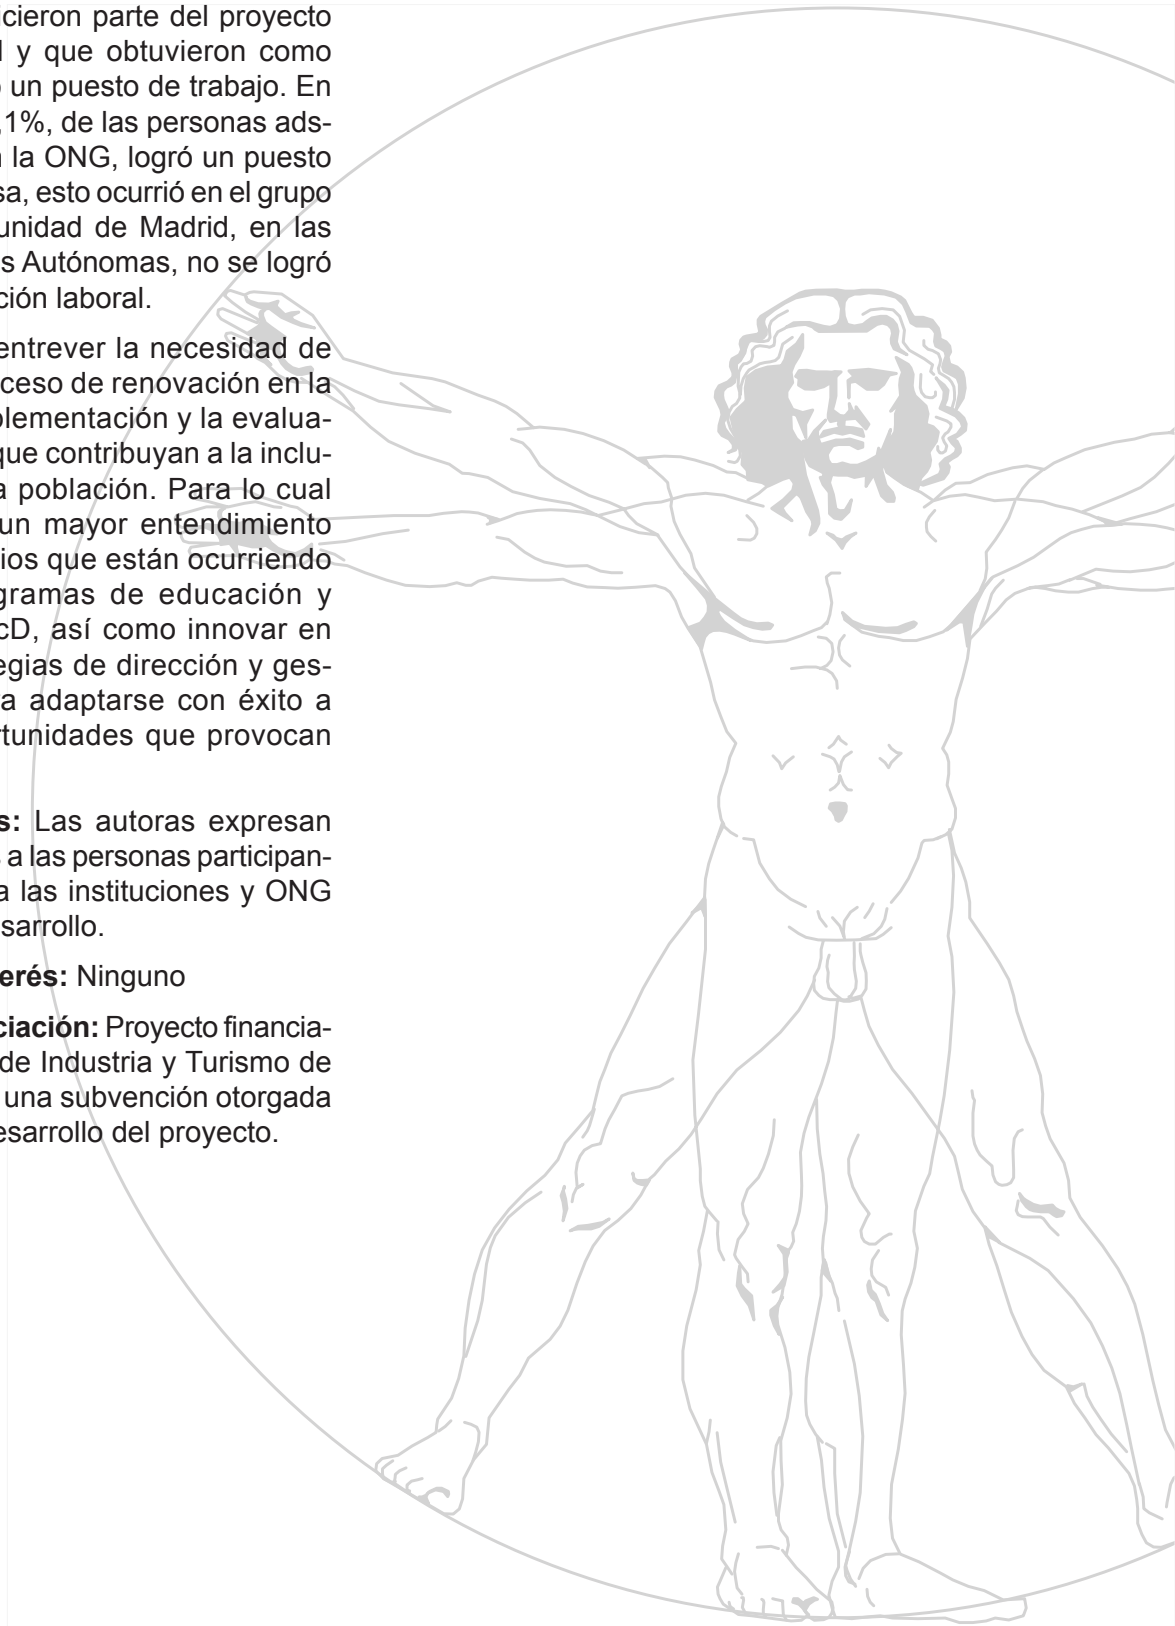 icieron parte del proyecto
l y que obtuvieron como
o un puesto de trabajo. En
,1%, de las personas ads-
n la ONG, logró un puesto
sa, esto ocurrió en el grupo
unidad de Madrid, en las
s Autónomas, no se logró
ción laboral.
entrever la necesidad de
ceso de renovación en la
plementación y la evalua-
que contribuyan a la inclu-
a población. Para lo cual
un mayor entendimiento
ios que están ocurriendo
gramas de educación y
cD, así como innovar en
egias de dirección y ges-
ra adaptarse con éxito a
rtunidades que provocan
s: Las autoras expresan
s a las personas participan-
a las instituciones y ONG
sarrollo.
erés: Ninguno
ciación: Proyecto financia-
de Industria y Turismo de
una subvención otorgada
esarrollo del proyecto.